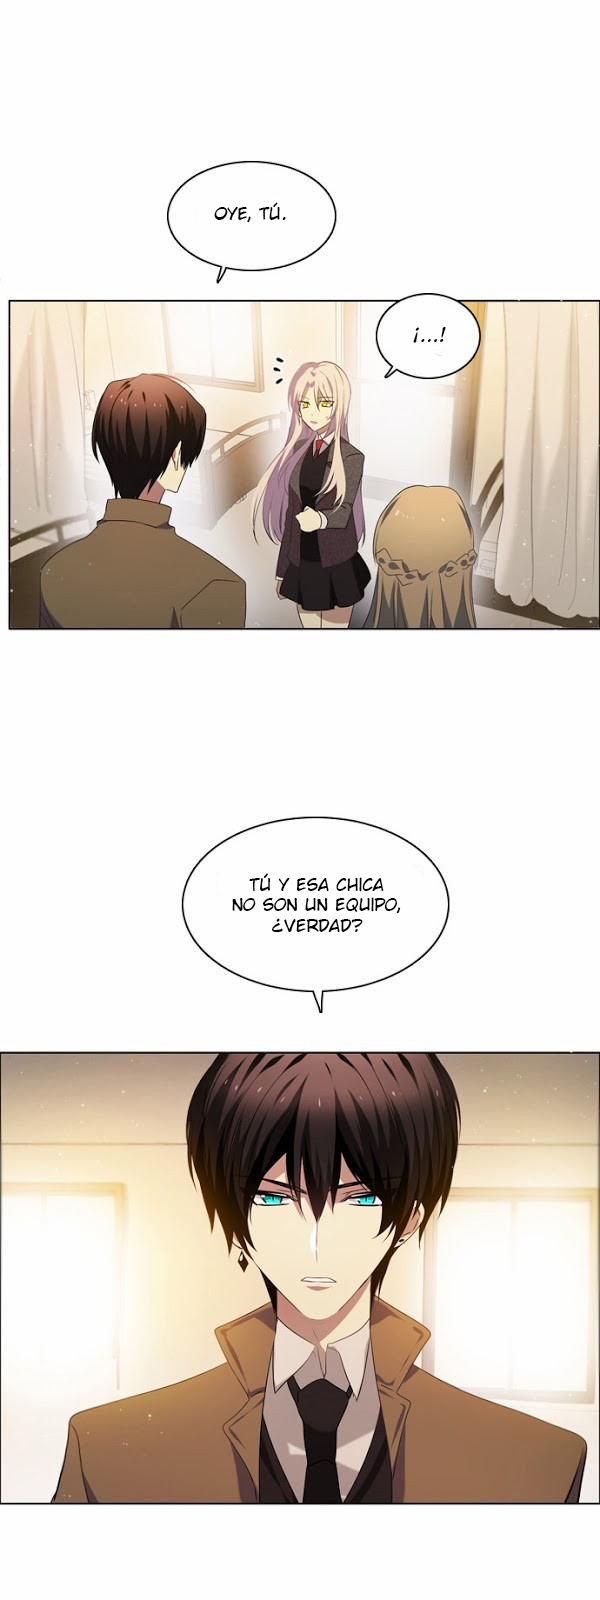 OYE, TÚ.
¡...!
TÚ Y ESA CHICA
NO SON UN EQUIPO,
¿VERDAD?